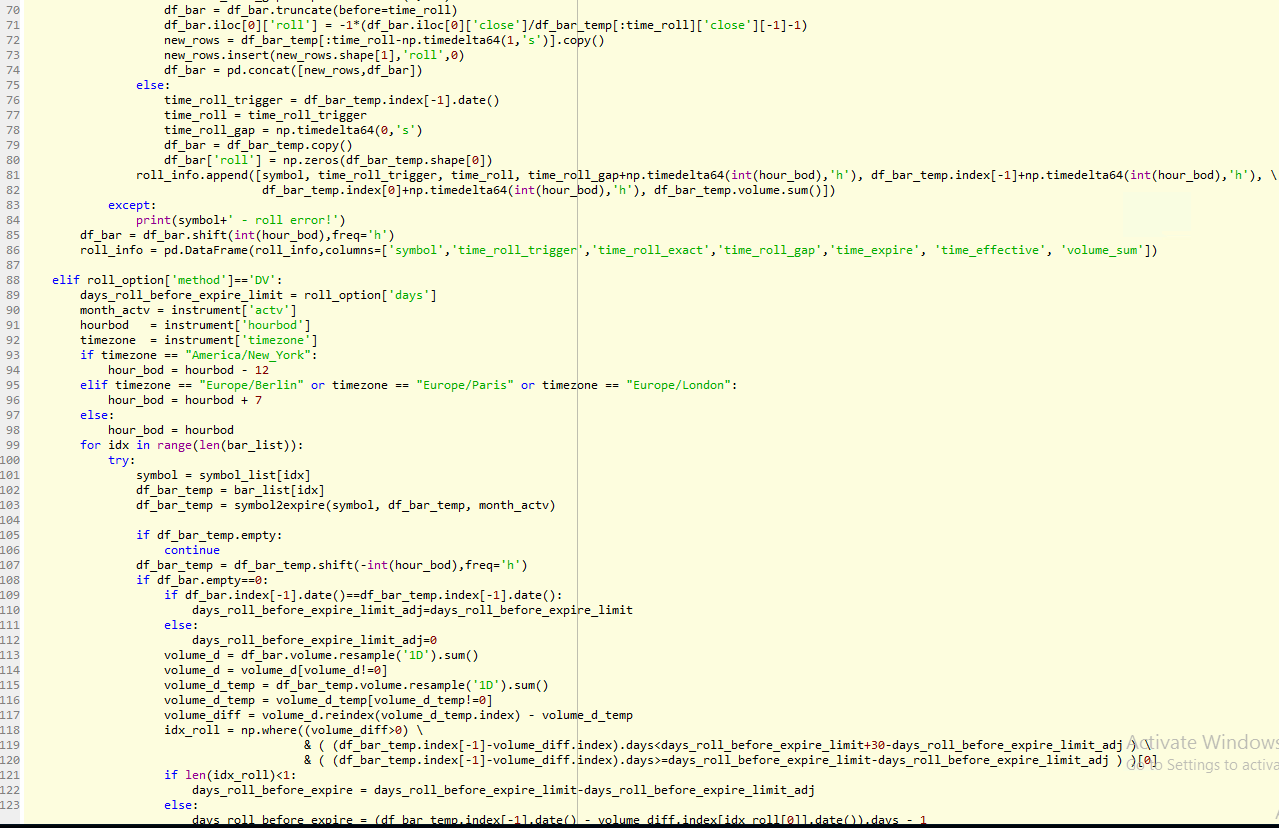 70 df_bar = df_bar.truncate(before=time_roll)
71 df_bar.iloc[0]['roll'] = -1*(df_bar.iloc[0]['close']/df_bar_temp[:time_roll]['close'][-1]-1)
72 new_rows = df_bar_temp[:time_roll-np.timedelta64(1,'s')].copy()
73 new_rows.insert(new_rows.shape[1],'roll',0)
74 df_bar = pd.concat([new_rows,df_bar])
75 else:
76 time_roll_trigger = df_bar_temp.index[-1].date()
77 time_roll = time_roll_trigger
78 time_roll_gap = np.timedelta64(0,'s')
79 df_bar = df_bar_temp.copy()
80 df_bar['roll'] = np.zeros(df_bar_temp.shape[0])
81 roll_info.append([symbol, time_roll_trigger, time_roll, time_roll_gap+np.timedelta64(int(hour_bod),'h'), df_bar_temp.index[-1]+np.timedelta64(int(hour_bod),'h'), \
82 df_bar_temp.index[0]+np.timedelta64(int(hour_bod),'h'), df_bar_temp.volume.sum()])
83 except:
84 print(symbol+' - roll error!')
85 df_bar = df_bar.shift(int(hour_bod),freq='h')
86 roll_info = pd.DataFrame(roll_info,columns=['symbol','time_roll_trigger','time_roll_exact','time_roll_gap','time_expire', 'time_effective', 'volume_sum'])
87
88 elif roll_option['method']=='DV':
89 days_roll_before_expire_limit = roll_option['days']
90 month_actv = instrument['actv']
91 hourbod = instrument['hourbod']
92 timezone = instrument['timezone']
93 if timezone == "America/New_York":
94 hour_bod = hourbod - 12
95 elif timezone == "Europe/Berlin" or timezone == "Europe/Paris" or timezone == "Europe/London":
96 hour_bod = hourbod + 7
97 else:
98 hour_bod = hourbod
99 for idx in range(len(bar_list)):
100 try:
101 symbol = symbol_list[idx]
102 df_bar_temp = bar_list[idx]
103 df_bar_temp = symbol2expire(symbol, df_bar_temp, month_actv)
104
105 if df_bar_temp.empty:
106 continue
107 df_bar_temp = df_bar_temp.shift(-int(hour_bod),freq='h')
108 if df_bar.empty==0:
109 if df_bar.index[-1].date()==df_bar_temp.index[-1].date():
110 days_roll_before_expire_limit_adj=days_roll_before_expire_limit
111 else:
112 days_roll_before_expire_limit_adj=0
113 volume_d = df_bar.volume.resample('1D').sum()
114 volume_d = volume_d[volume_d!=0]
115 volume_d_temp = df_bar_temp.volume.resample('1D').sum()
116 volume_d_temp = volume_d_temp[volume_d_temp!=0]
117 volume_diff = volume_d.reindex(volume_d_temp.index) - volume_d_temp
118 idx_roll = np.where((volume_diff>0) \
119 & ( (df_bar_temp.index[-1]-volume_diff.index).days<days_roll_before_expire_limit+30-days_roll_before_expire_limit_adj ) \
Activate Windows
120 & ( (df_bar_temp.index[-1]-volume_diff.index).days>=days_roll_before_expire_limit-days_roll_before_expire_limit_adj ) )[0]
Go to Settings to activa
121 if len(idx_roll)<1:
122 days_roll_before_expire = days_roll_before_expire_limit-days_roll_before_expire_limit_adj
123 else:
days_roll_before_expire = (df_bar_temp.index[-1].date() - volume_diff.index[idx_roll[0]].date()).days - 1